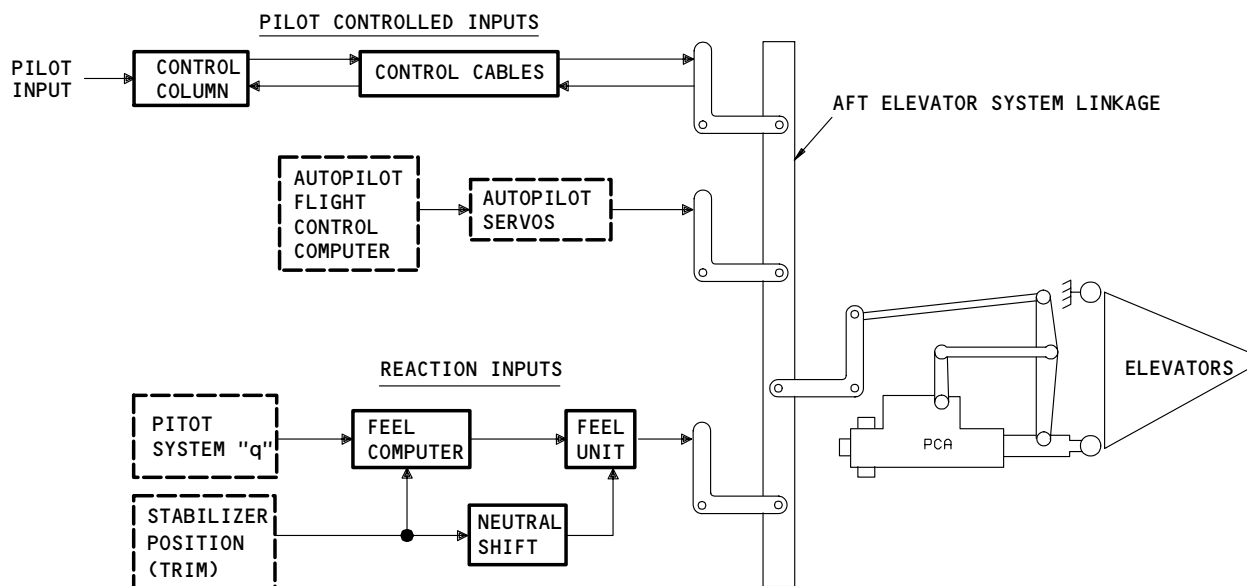 PILOT CONTROLLED INPUTS
PILOT
INPUT
CONTROL
COLUMN
CONTROL CABLES
AFT ELEVATOR SYSTEM LINKAGE
AUTOPILOT
FLIGHT
CONTROL
COMPUTER
AUTOPILOT
SERVOS
REACTION INPUTS
PITOT
SYSTEM "q"
FEEL
COMPUTER
FEEL
UNIT
STABILIZER
POSITION
(TRIM)
NEUTRAL
SHIFT
PCA
ELEVATORS